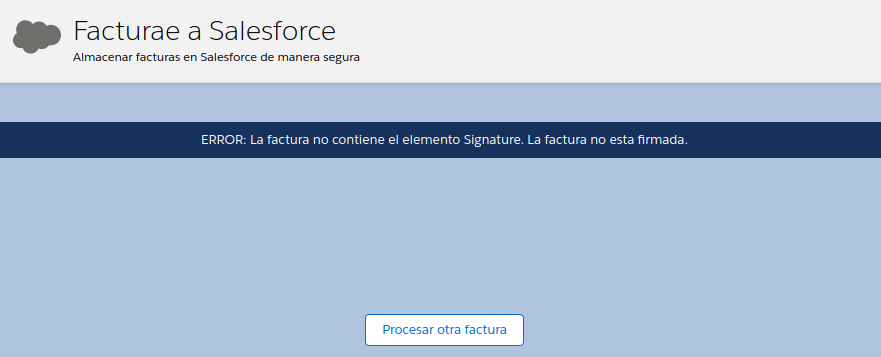 Facturae a Salesforce
Almacenar facturas en Salesforce de manera segura
ERROR: La factura no contiene el elemento Signature. La factura no esta firmada.
Procesar otra factura